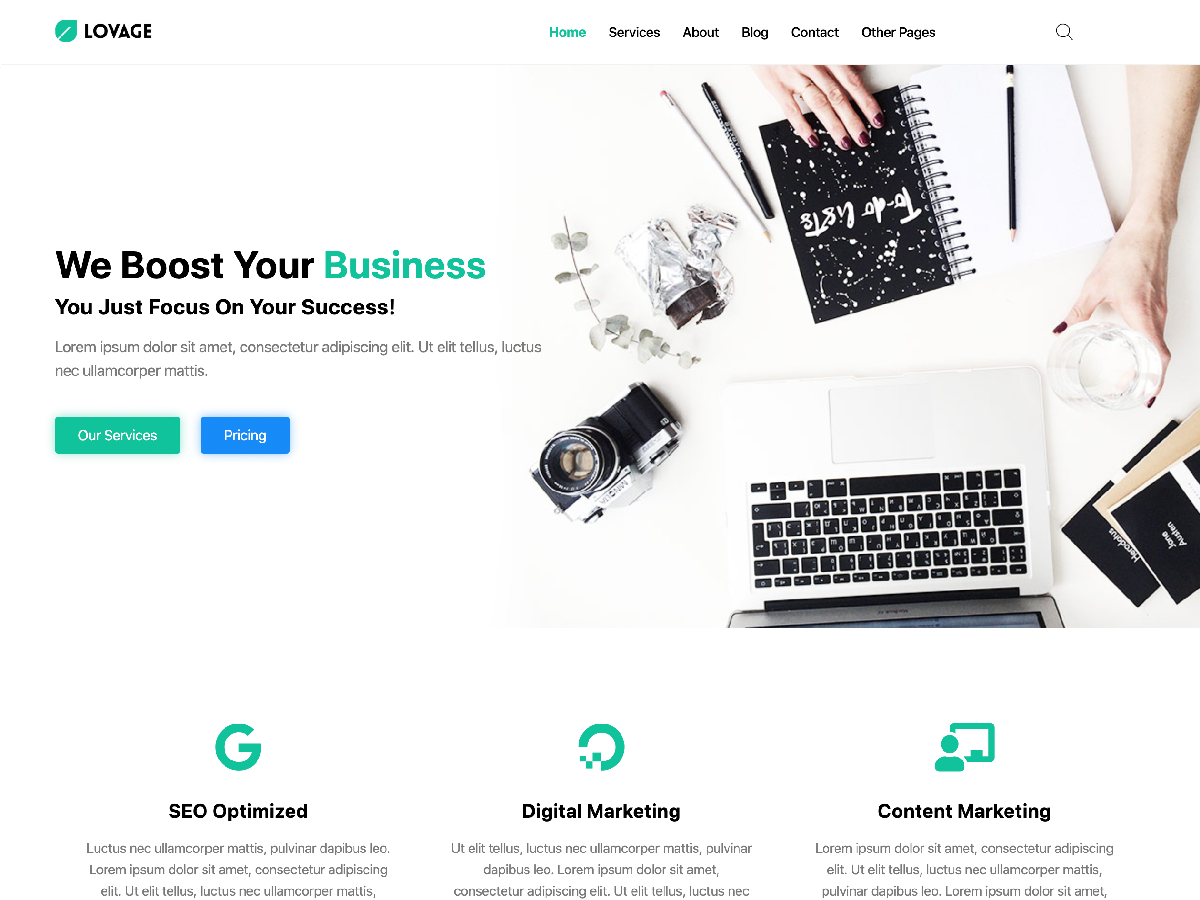 LOVAGE
Home Services About Blog Contact Other Pages
To-do lists
We Boost Your Business
You Just Focus On Your Success!
Lorem ipsum dolor sit amet, consectetur adipiscing elit. Ut elit tellus, luctus
nec ullamcorper mattis.
Our Services Pricing
MINOLTA
Herodotus
Jane
Austen
MacBook Air
SEO Optimized
Luctus nec ullamcorper mattis, pulvinar dapibus leo.
Lorem ipsum dolor sit amet, consectetur adipiscing
elit. Ut elit tellus, luctus nec ullamcorper mattis,
Digital Marketing
Ut elit tellus, luctus nec ullamcorper mattis, pulvinar
dapibus leo. Lorem ipsum dolor sit amet,
consectetur adipiscing elit. Ut elit tellus, luctus nec
Content Marketing
Lorem ipsum dolor sit amet, consectetur adipiscing
elit. Ut elit tellus, luctus nec ullamcorper mattis,
pulvinar dapibus leo. Lorem ipsum dolor sit amet,